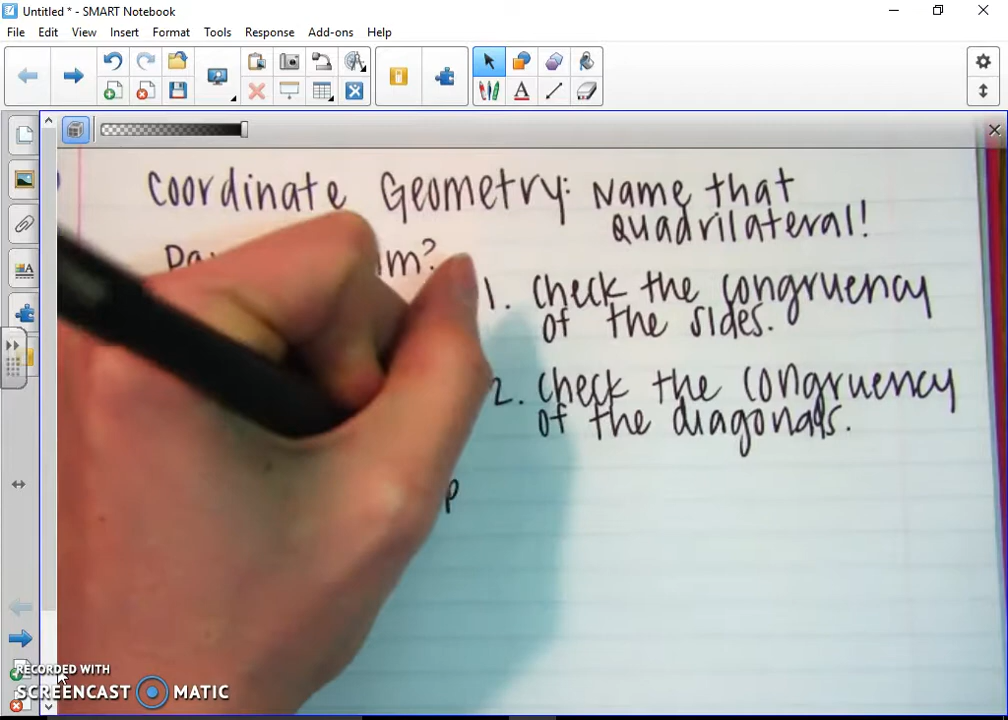 Untitled * - SMART Notebook
File Edit View Insert Format Tools Response Add-ons Help
Coordinate Geometry: Name that
quadrilateral!
1. Check the congruency
of the sides.
2. Check the congruency
of the diagonals.
RECORDED WITH
SCREENCAST MATIC